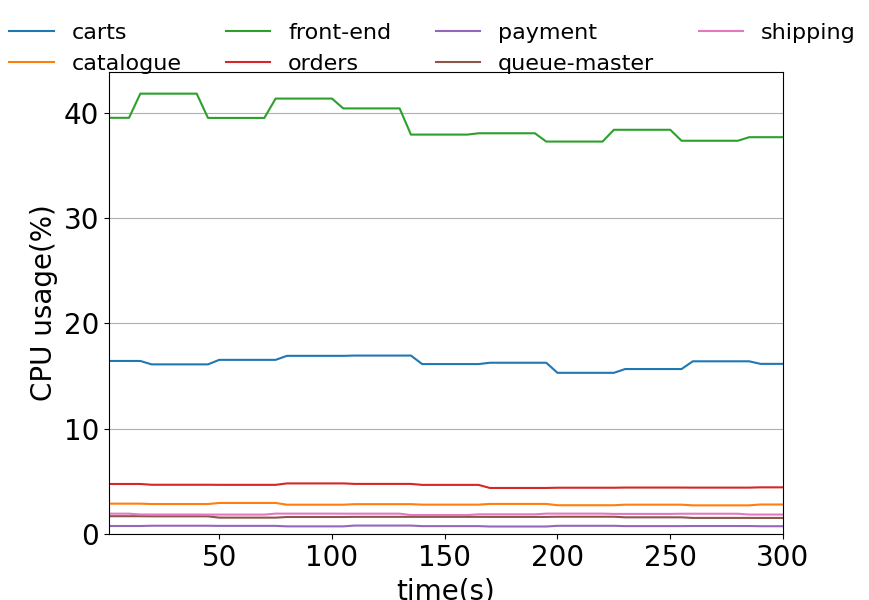 carts front-end payment shipping
catalogue orders queue-master
40
30
20
10
0
50 100 150 200 250 300
CPU usage(%)
time(s)